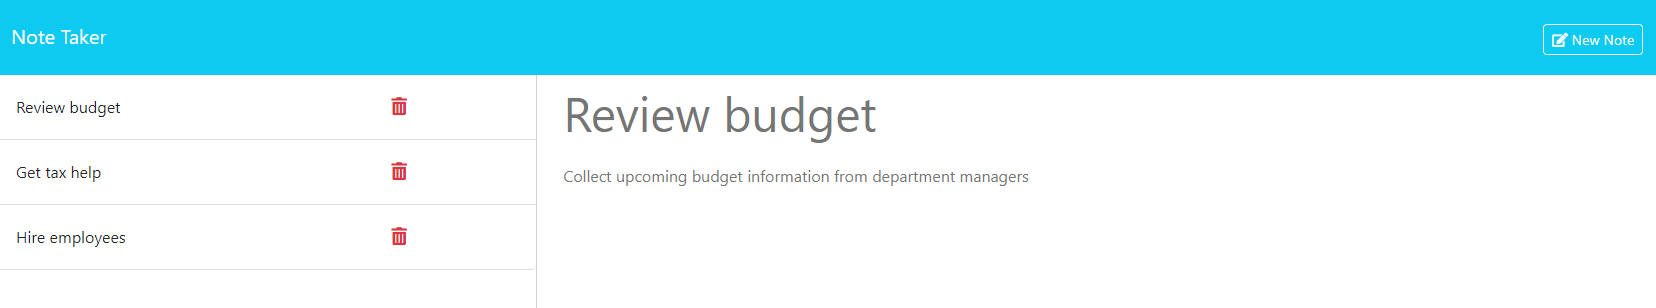 Note Taker
New Note
Review budget
Get tax help
Hire employees
Review budget
Collect upcoming budget information from department managers